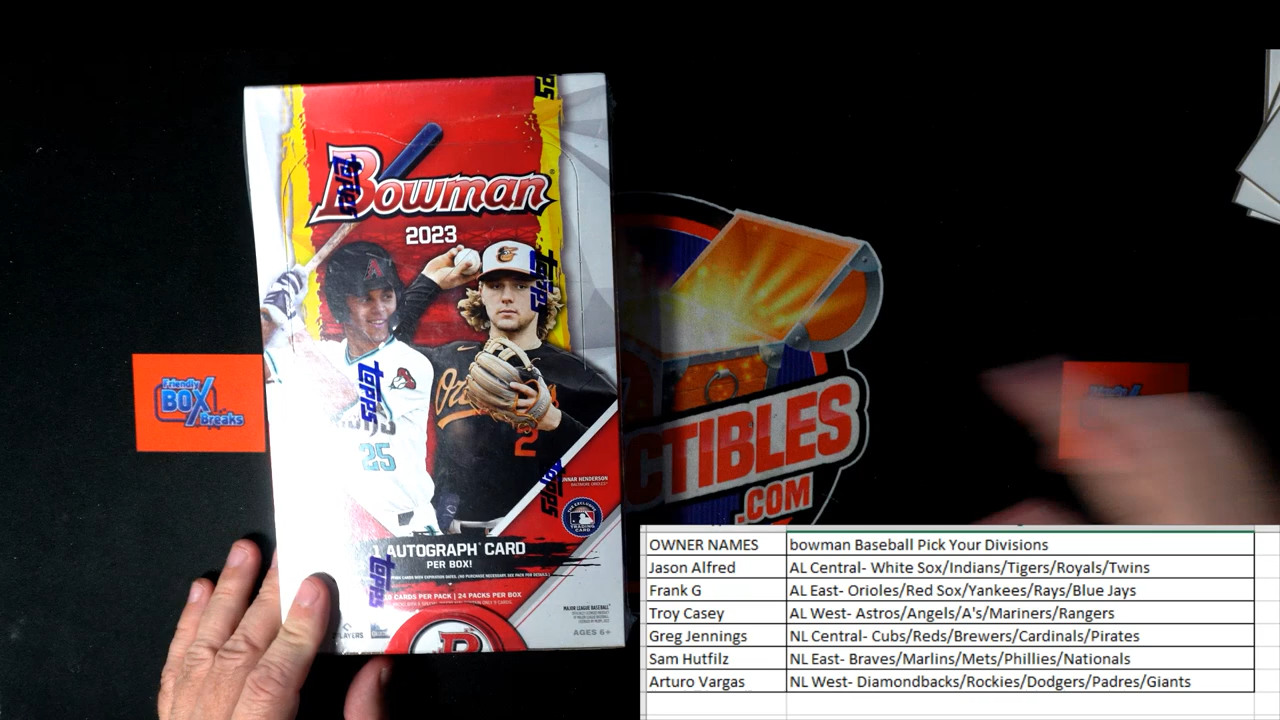 Bowman
2023
topps
topps
topps
topps
topps
25
2
1 AUTOGRAPH CARD
PER BOX!
CARDS PER PACK | 24 PACKS PER BOX
MAJOR LEAGUE BASEBALL
AGES 6+
Friendly
BOX
Breaks
CTIBLES
.COM
OWNER NAMES bowman Baseball Pick Your Divisions
Jason Alfred AL Central- White Sox/Indians/Tigers/Royals/Twins
Frank G AL East- Orioles/Red Sox/Yankees/Rays/Blue Jays
Troy Casey AL West- Astros/Angels/A's/Mariners/Rangers
Greg Jennings NL Central- Cubs/Reds/Brewers/Cardinals/Pirates
Sam Hutfilz NL East- Braves/Marlins/Mets/Phillies/Nationals
Arturo Vargas NL West- Diamondbacks/Rockies/Dodgers/Padres/Giants